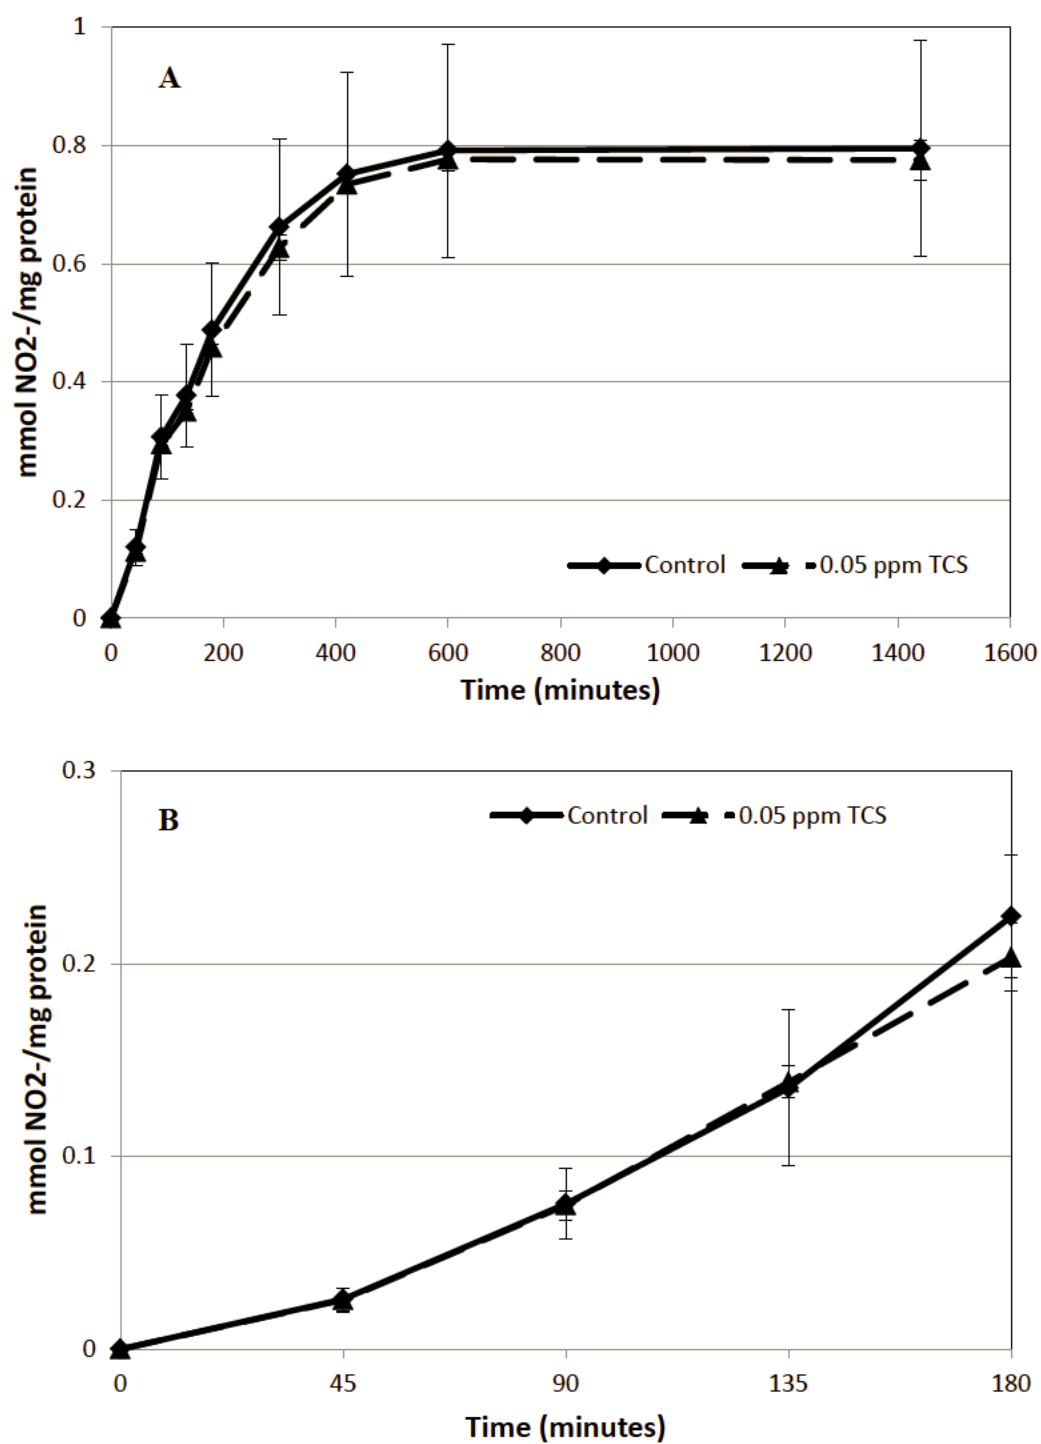 1
A
0.8
0.6
0.4
0.2
0
mmol NO2-/mg protein
Control 0.05 ppm TCS
0 200 400 600 800 1000 1200 1400 1600
Time (minutes)
0.3
B
Control 0.05 ppm TCS
0.2
0.1
0
mmol NO2-/mg protein
0 45 90 135 180
Time (minutes)